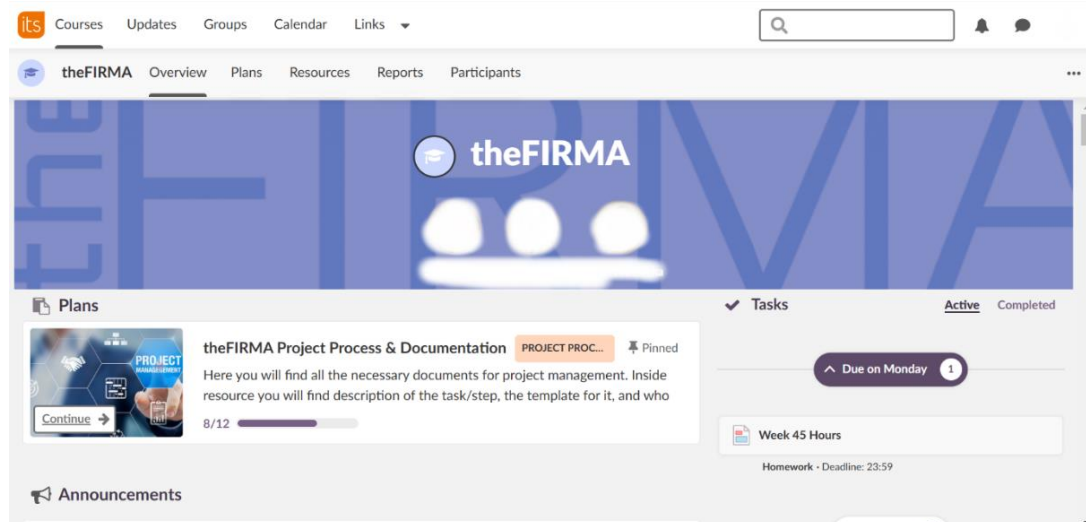 its Courses Updates Groups Calendar Links
theFIRMA Overview Plans Resources Reports Participants
the FIRMA
theFIRMA
Plans
theFIRMA Project Process & Documentation PROJECT PROC... Pinned
Here you will find all the necessary documents for project management. Inside
resource you will find description of the task/step, the template for it, and who
8/12
PROJECT
MANAGEMENT
Continue
Tasks Active Completed
Due on Monday 1
Week 45 Hours
Homework - Deadline: 23:59
Announcements